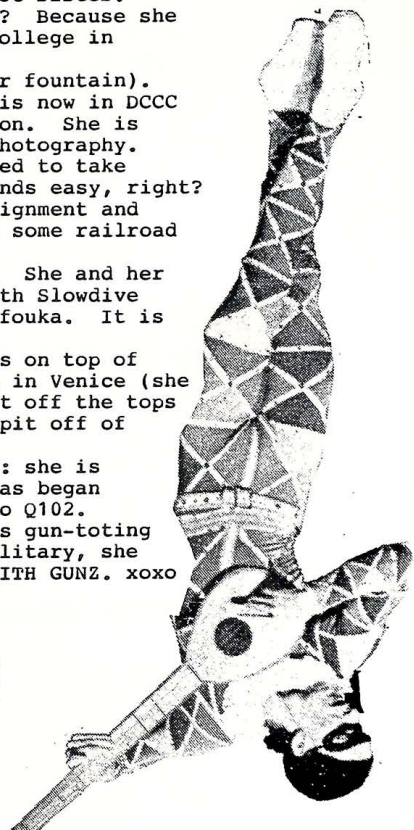 ? Because she
ollege in
r fountain).
is now in DCCC
on. She is
hotography.
ed to take
nds easy, right?
ignment and
some railroad
She and her
th Slowdive
fouka. It is
s on top of
in Venice (she
t off the tops
pit off of
: she is
as began
o Q102.
s gun-toting
litary, she
ITH GUNZ. xoxo